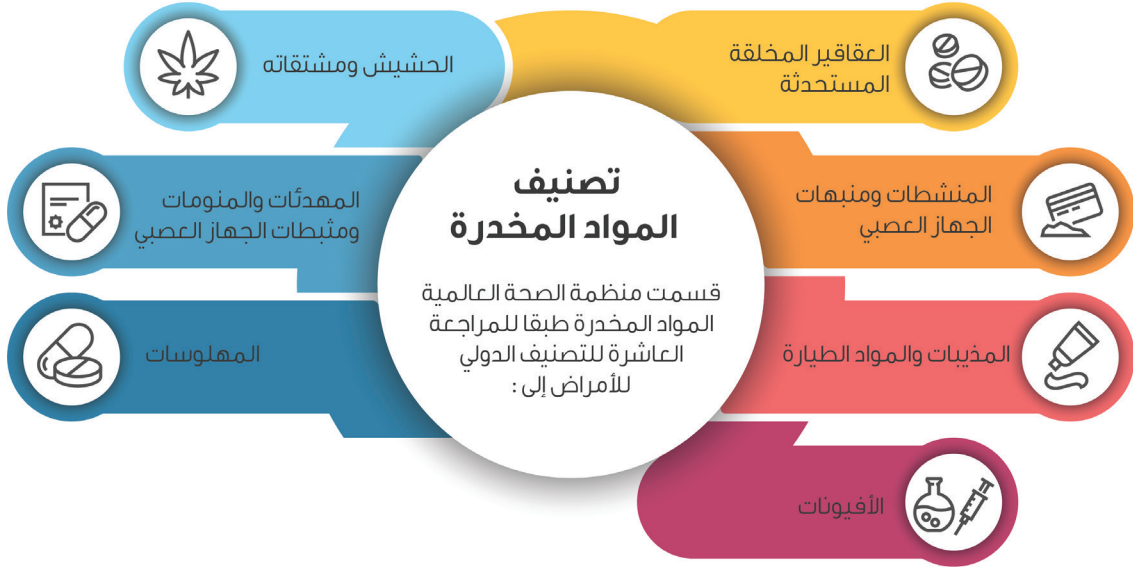 تصنيف
المواد المخدرة
قسمت منظمة الصحة العالمية
المواد المخدرة طبقا للمراجعة
العاشرة للتصنيف الدولي
للأمراض إلى :
العقاقير المخلقة
المستحدثة
المنشطات ومنبهات
الجهاز العصبي
المذيبات والمواد الطيارة
الأفيونات
الحشيش ومشتقاته
المهدئات والمنومات
ومثبطات الجهاز العصبي
المهلوسات